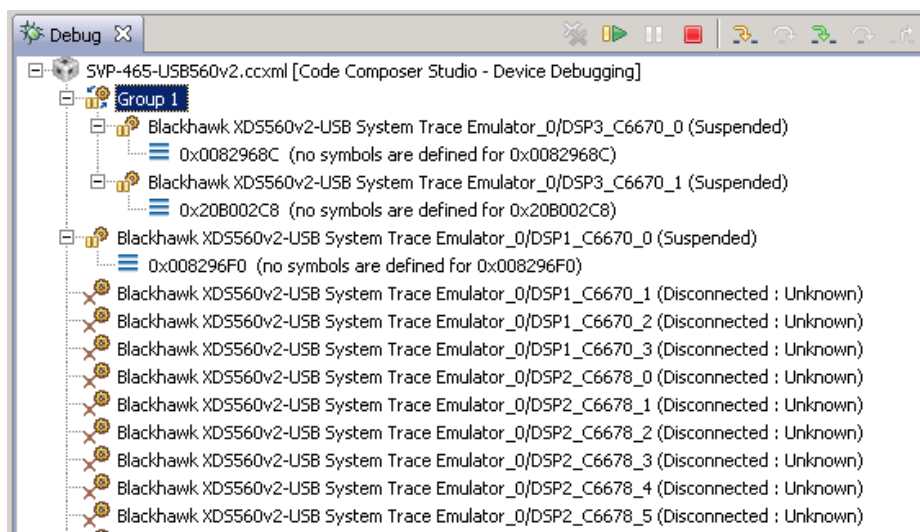 Debug
SVP-465-USB560v2.ccxml [Code Composer Studio - Device Debugging]
Group 1
Blackhawk XDS560v2-USB System Trace Emulator_0/DSP3_C6670_0 (Suspended)
0x0082968C (no symbols are defined for 0x0082968C)
Blackhawk XDS560v2-USB System Trace Emulator_0/DSP3_C6670_1 (Suspended)
0x20B002C8 (no symbols are defined for 0x20B002C8)
Blackhawk XDS560v2-USB System Trace Emulator_0/DSP1_C6670_0 (Suspended)
0x008296F0 (no symbols are defined for 0x008296F0)
Blackhawk XDS560v2-USB System Trace Emulator_0/DSP1_C6670_1 (Disconnected : Unknown)
Blackhawk XDS560v2-USB System Trace Emulator_0/DSP1_C6670_2 (Disconnected : Unknown)
Blackhawk XDS560v2-USB System Trace Emulator_0/DSP1_C6670_3 (Disconnected : Unknown)
Blackhawk XDS560v2-USB System Trace Emulator_0/DSP2_C6678_0 (Disconnected : Unknown)
Blackhawk XDS560v2-USB System Trace Emulator_0/DSP2_C6678_1 (Disconnected : Unknown)
Blackhawk XDS560v2-USB System Trace Emulator_0/DSP2_C6678_2 (Disconnected : Unknown)
Blackhawk XDS560v2-USB System Trace Emulator_0/DSP2_C6678_3 (Disconnected : Unknown)
Blackhawk XDS560v2-USB System Trace Emulator_0/DSP2_C6678_4 (Disconnected : Unknown)
Blackhawk XDS560v2-USB System Trace Emulator_0/DSP2_C6678_5 (Disconnected : Unknown)